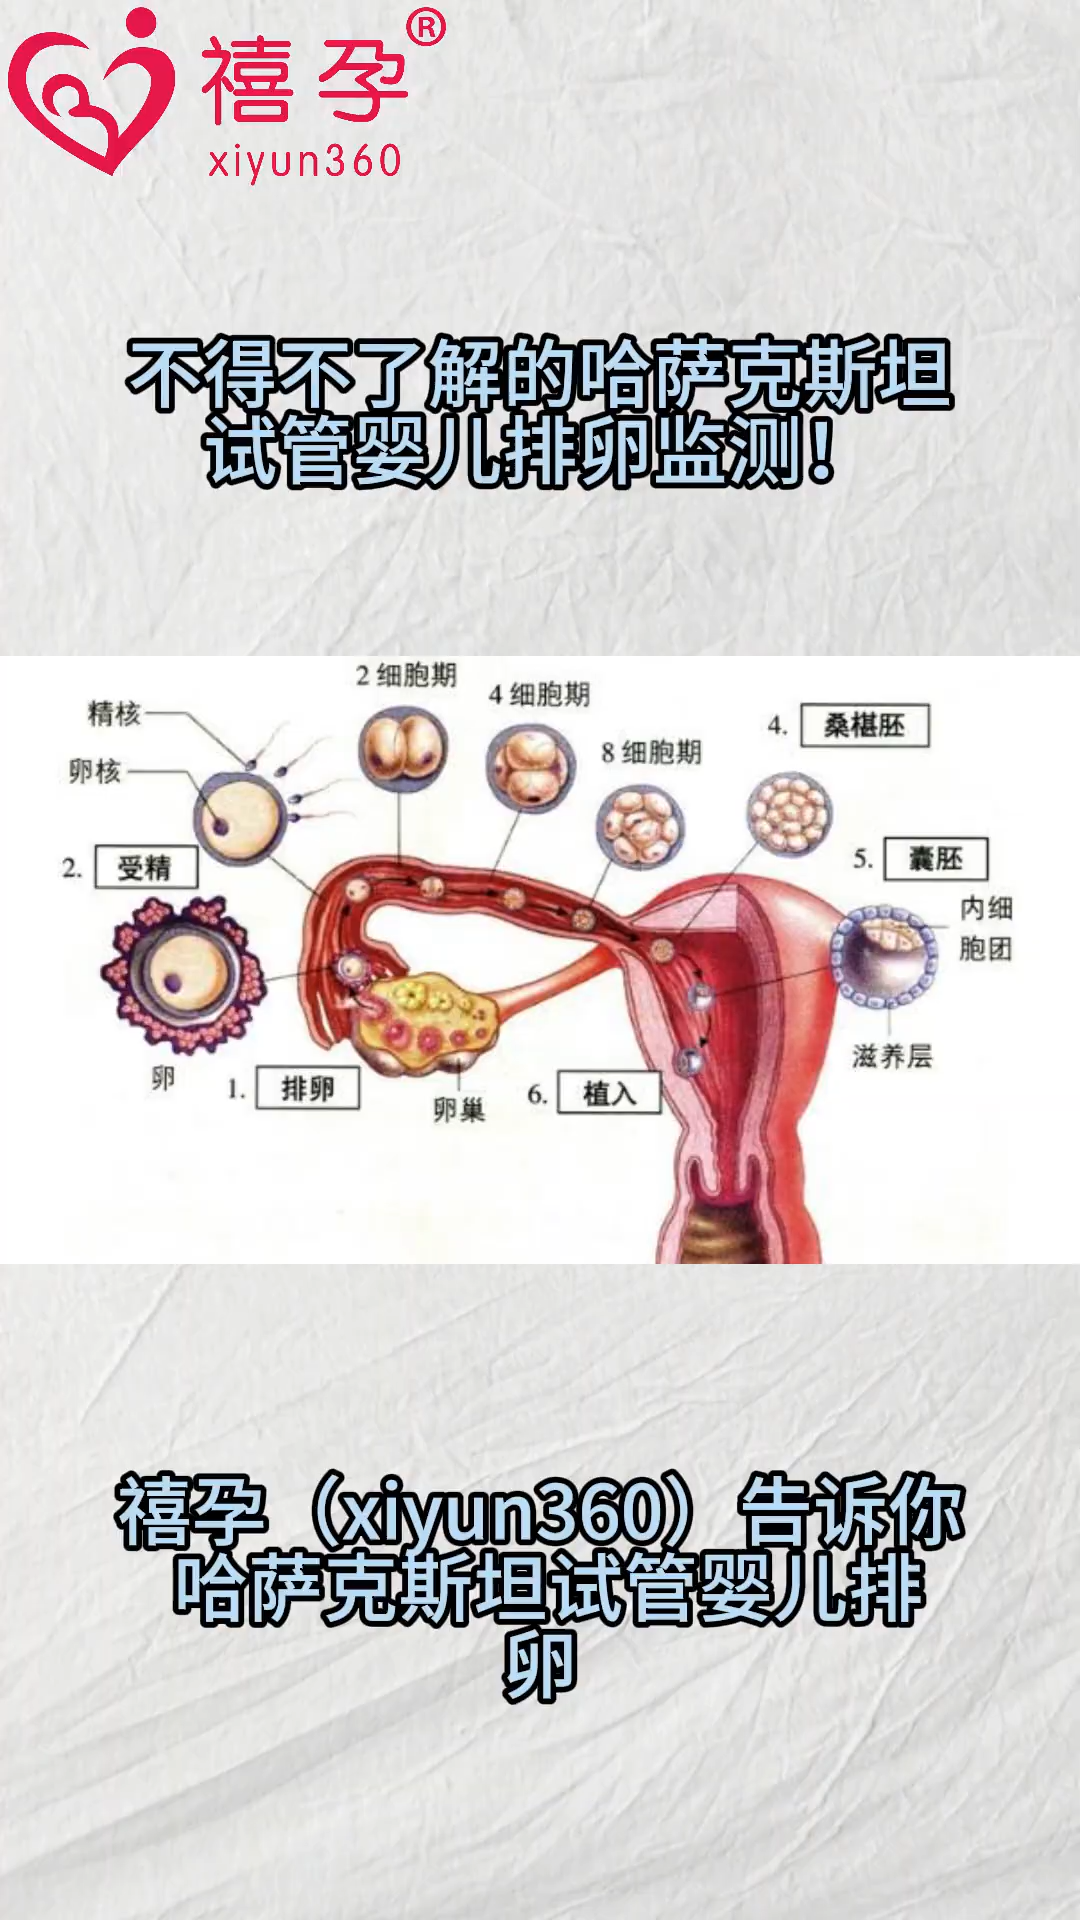 禧孕®
xiyun360
不得不了解的哈萨克斯坦
试管婴儿排卵监测！
2 细胞期
4 细胞期
精核
4. 桑椹胚
8 细胞期
卵核
2. 受精
5. 囊胚
内细
胞团
滋养层
卵
1. 排卵
卵巢
6. 植入
禧孕（xiyun360）告诉你
哈萨克斯坦试管婴儿排
卵